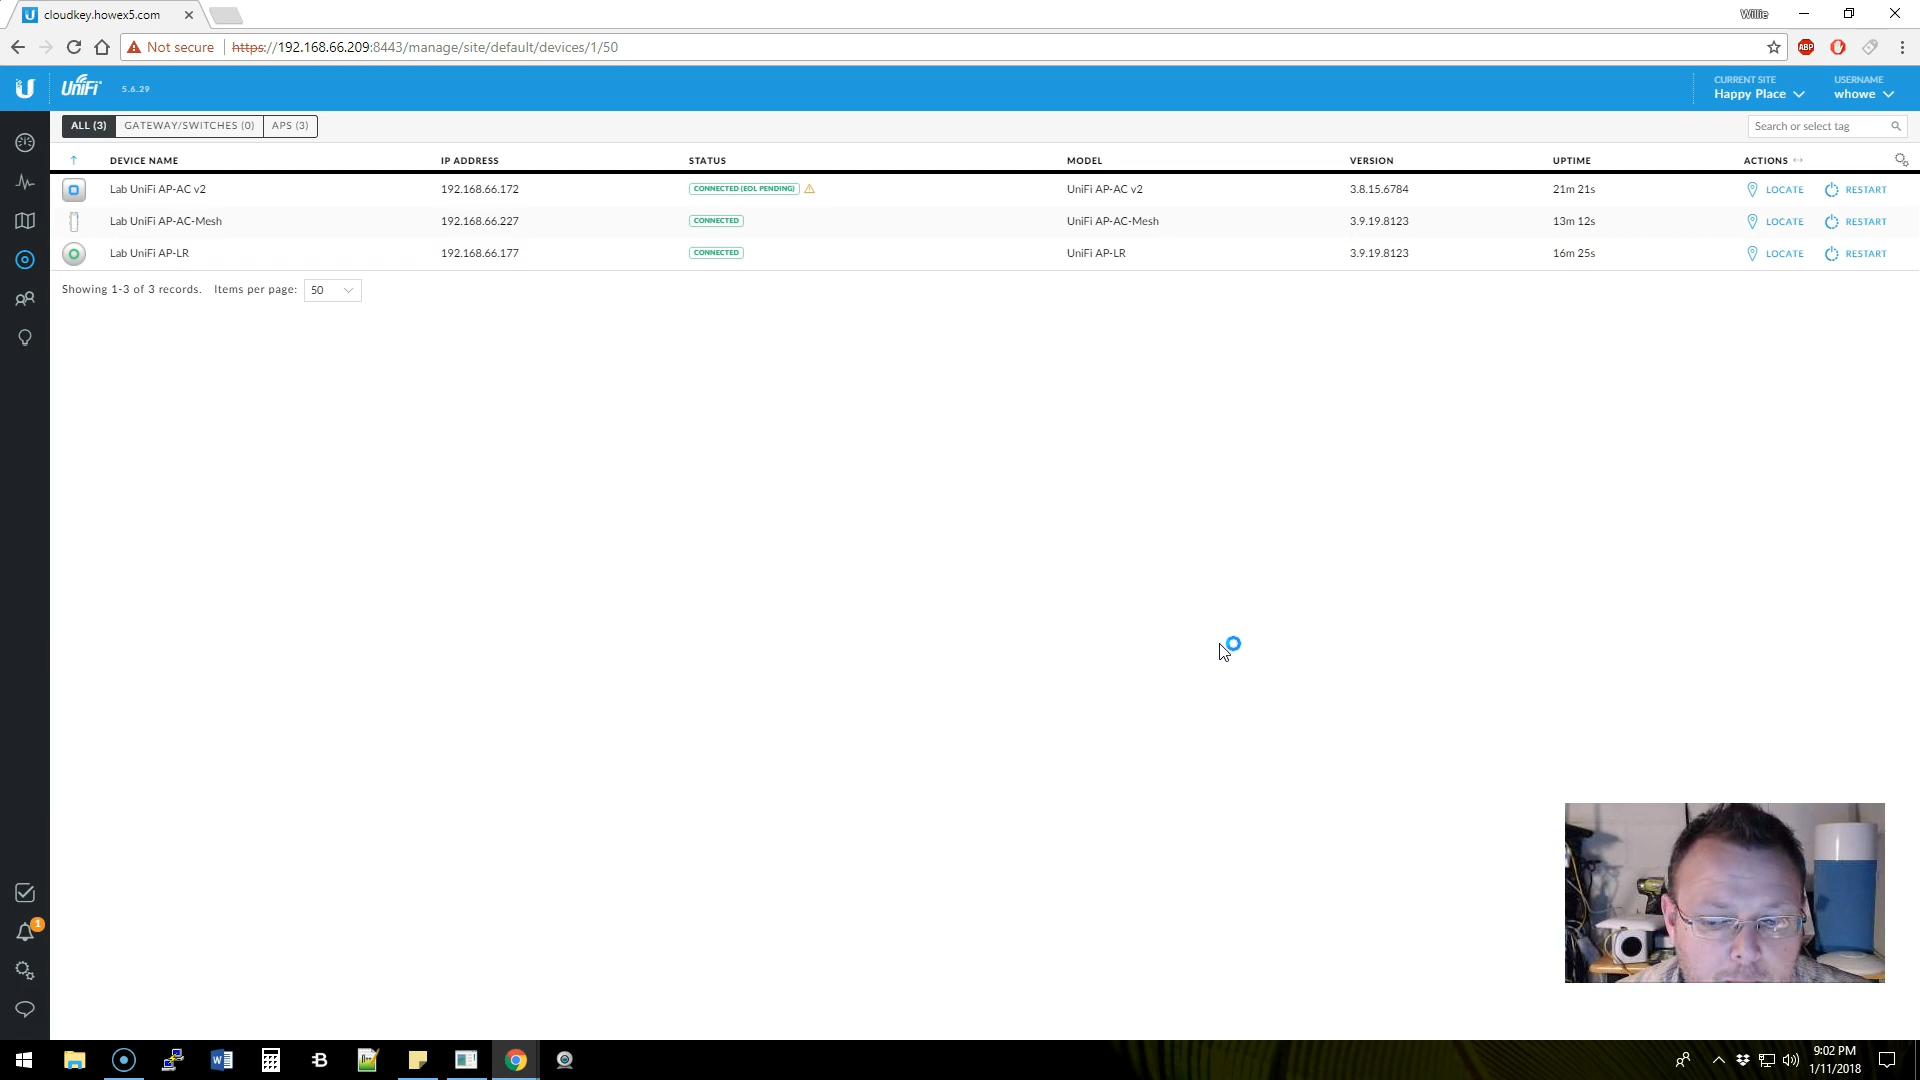 cloudkey.howex5.com
Willie
Not secure
https://192.168.66.209:8443/manage/site/default/devices/1/50
ABP
U UniFi 5.6.29
CURRENT SITE
Happy Place
USERNAME
whowe
ALL (3) GATEWAY/SWITCHES (0) APS (3)
Search or select tag
DEVICE NAME IP ADDRESS STATUS MODEL VERSION UPTIME ACTIONS
Lab UniFi AP-AC v2 192.168.66.172 CONNECTED (EOL PENDING) UniFi AP-AC v2 3.8.15.6784 21m 21s LOCATE RESTART
Lab UniFi AP-AC-Mesh 192.168.66.227 CONNECTED UniFi AP-AC-Mesh 3.9.19.8123 13m 12s LOCATE RESTART
Lab UniFi AP-LR 192.168.66.177 CONNECTED UniFi AP-LR 3.9.19.8123 16m 25s LOCATE RESTART
Showing 1-3 of 3 records. Items per page: 50
1
9:02 PM
1/11/2018